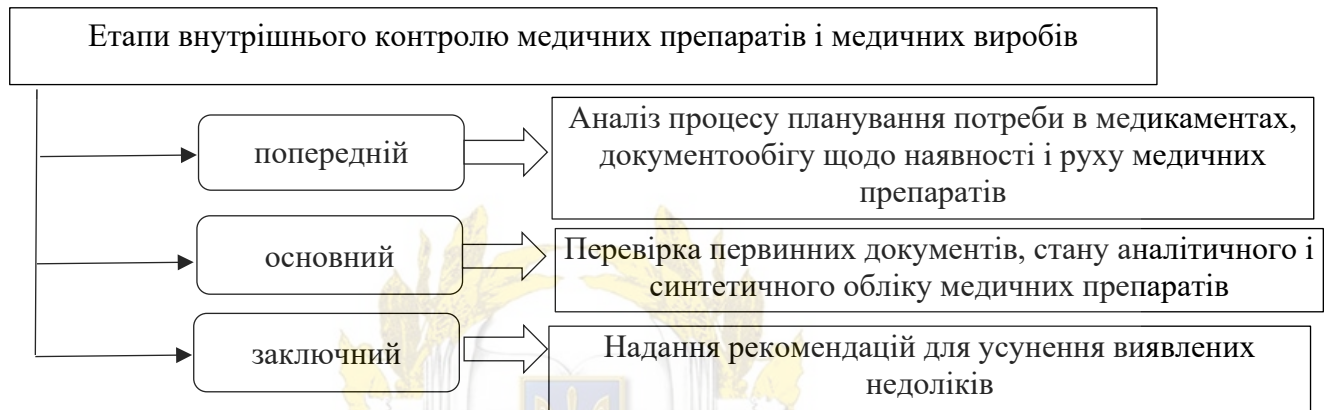 Етапи внутрішнього контролю медичних препаратів і медичних виробів
попередній
Аналіз процесу планування потреби в медикаментах,
документообігу щодо наявності і руху медичних
препаратів
основний
Перевірка первинних документів, стану аналітичного і
синтетичного обліку медичних препаратів
заключний
Надання рекомендацій для усунення виявлених
недоліків